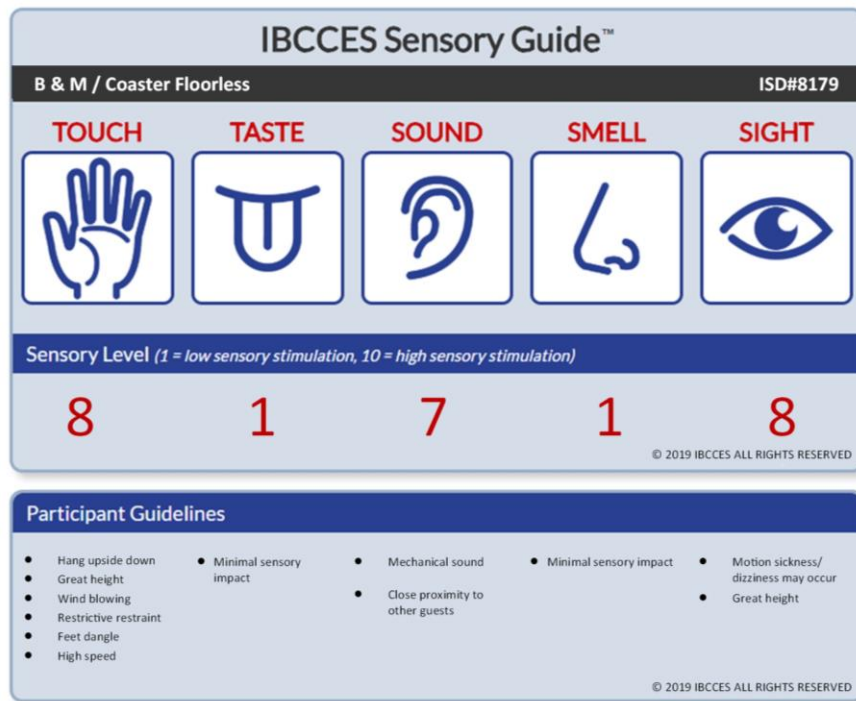 IBCCES Sensory Guide™
B & M / Coaster Floorless ISD#8179
TOUCH TASTE SOUND SMELL SIGHT
Sensory Level (1 = low sensory stimulation, 10 = high sensory stimulation)
8 1 7 1 8
© 2019 IBCCES ALL RIGHTS RESERVED
Participant Guidelines
● Hang upside down
● Great height
● Wind blowing
● Restrictive restraint
● Feet dangle
● High speed
● Minimal sensory
impact
● Mechanical sound
● Close proximity to
other guests
● Minimal sensory impact
● Motion sickness/
dizziness may occur
● Great height
© 2019 IBCCES ALL RIGHTS RESERVED